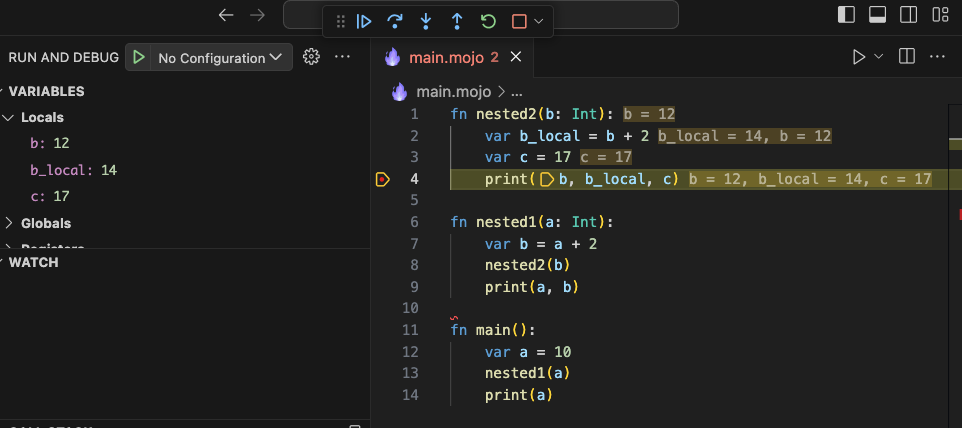 RUN AND DEBUG No Configuration
VARIABLES
Locals
b: 12
b_local: 14
c: 17
Globals
Registers
WATCH
CALL STACK
main.mojo 2
main.mojo > ...
1 fn nested2(b: Int): b = 12
2 var b_local = b + 2 b_local = 14, b = 12
3 var c = 17 c = 17
4 print(b, b_local, c) b = 12, b_local = 14, c = 17
5
6 fn nested1(a: Int):
7 var b = a + 2
8 nested2(b)
9 print(a, b)
10
11 fn main():
12 var a = 10
13 nested1(a)
14 print(a)